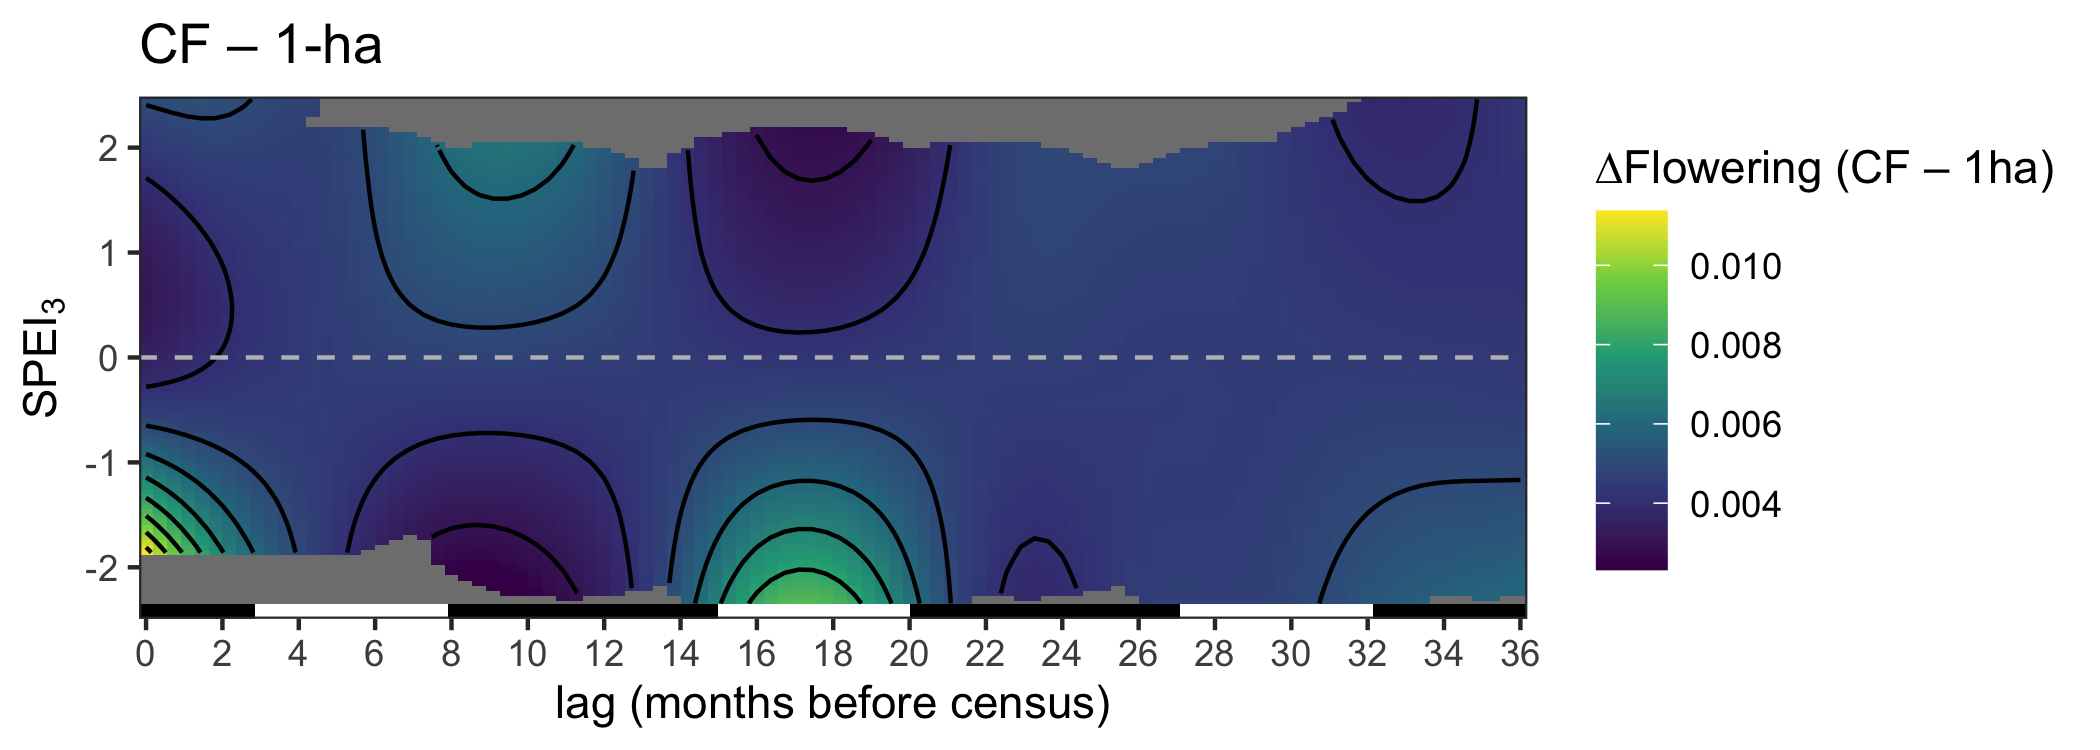 CF – 1-ha
ΔFlowering (CF – 1ha)
0.010
0.008
0.006
0.004
SPEI₃
2
1
0
-1
-2
0 2 4 6 8 10 12 14 16 18 20 22 24 26 28 30 32 34 36
lag (months before census)